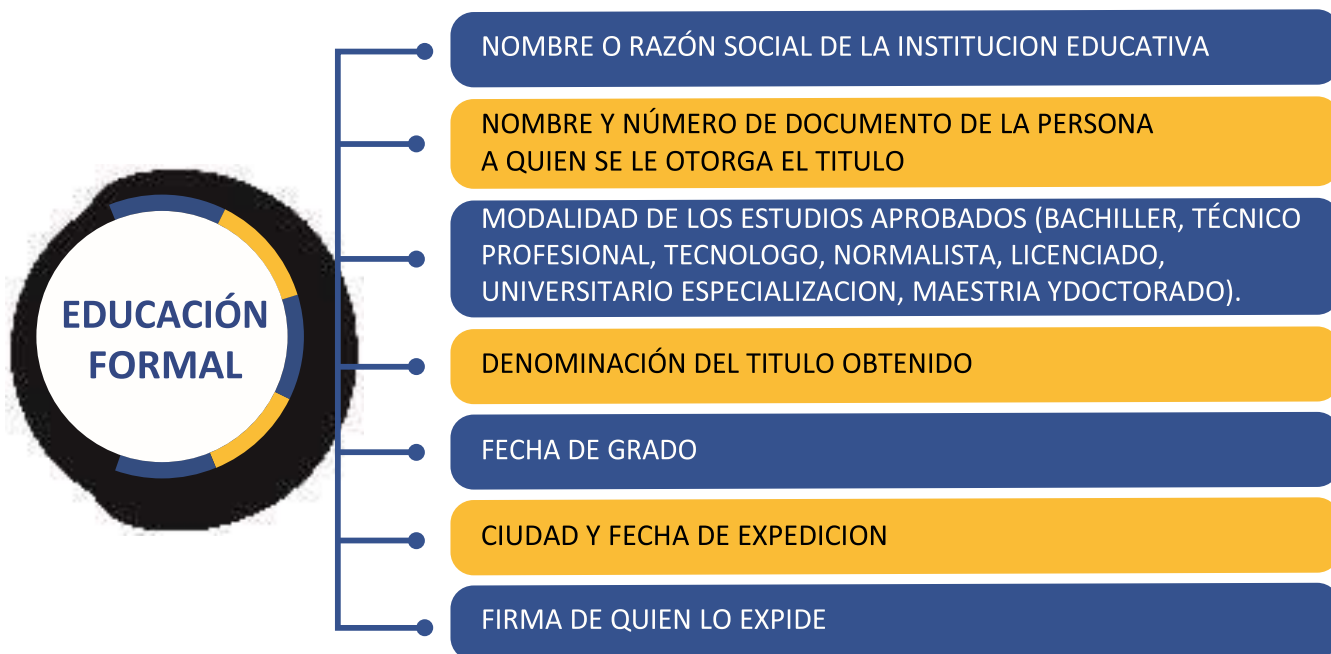 EDUCACIÓN
FORMAL
NOMBRE O RAZÓN SOCIAL DE LA INSTITUCION EDUCATIVA
NOMBRE Y NÚMERO DE DOCUMENTO DE LA PERSONA
A QUIEN SE LE OTORGA EL TITULO
MODALIDAD DE LOS ESTUDIOS APROBADOS (BACHILLER, TÉCNICO
PROFESIONAL, TECNOLOGO, NORMALISTA, LICENCIADO,
UNIVERSITARlO ESPECIALIZACION, MAESTRIA YDOCTORADO).
DENOMINACIÓN DEL TITULO OBTENIDO
FECHA DE GRADO
CIUDAD Y FECHA DE EXPEDICION
FIRMA DE QUIEN LO EXPIDE